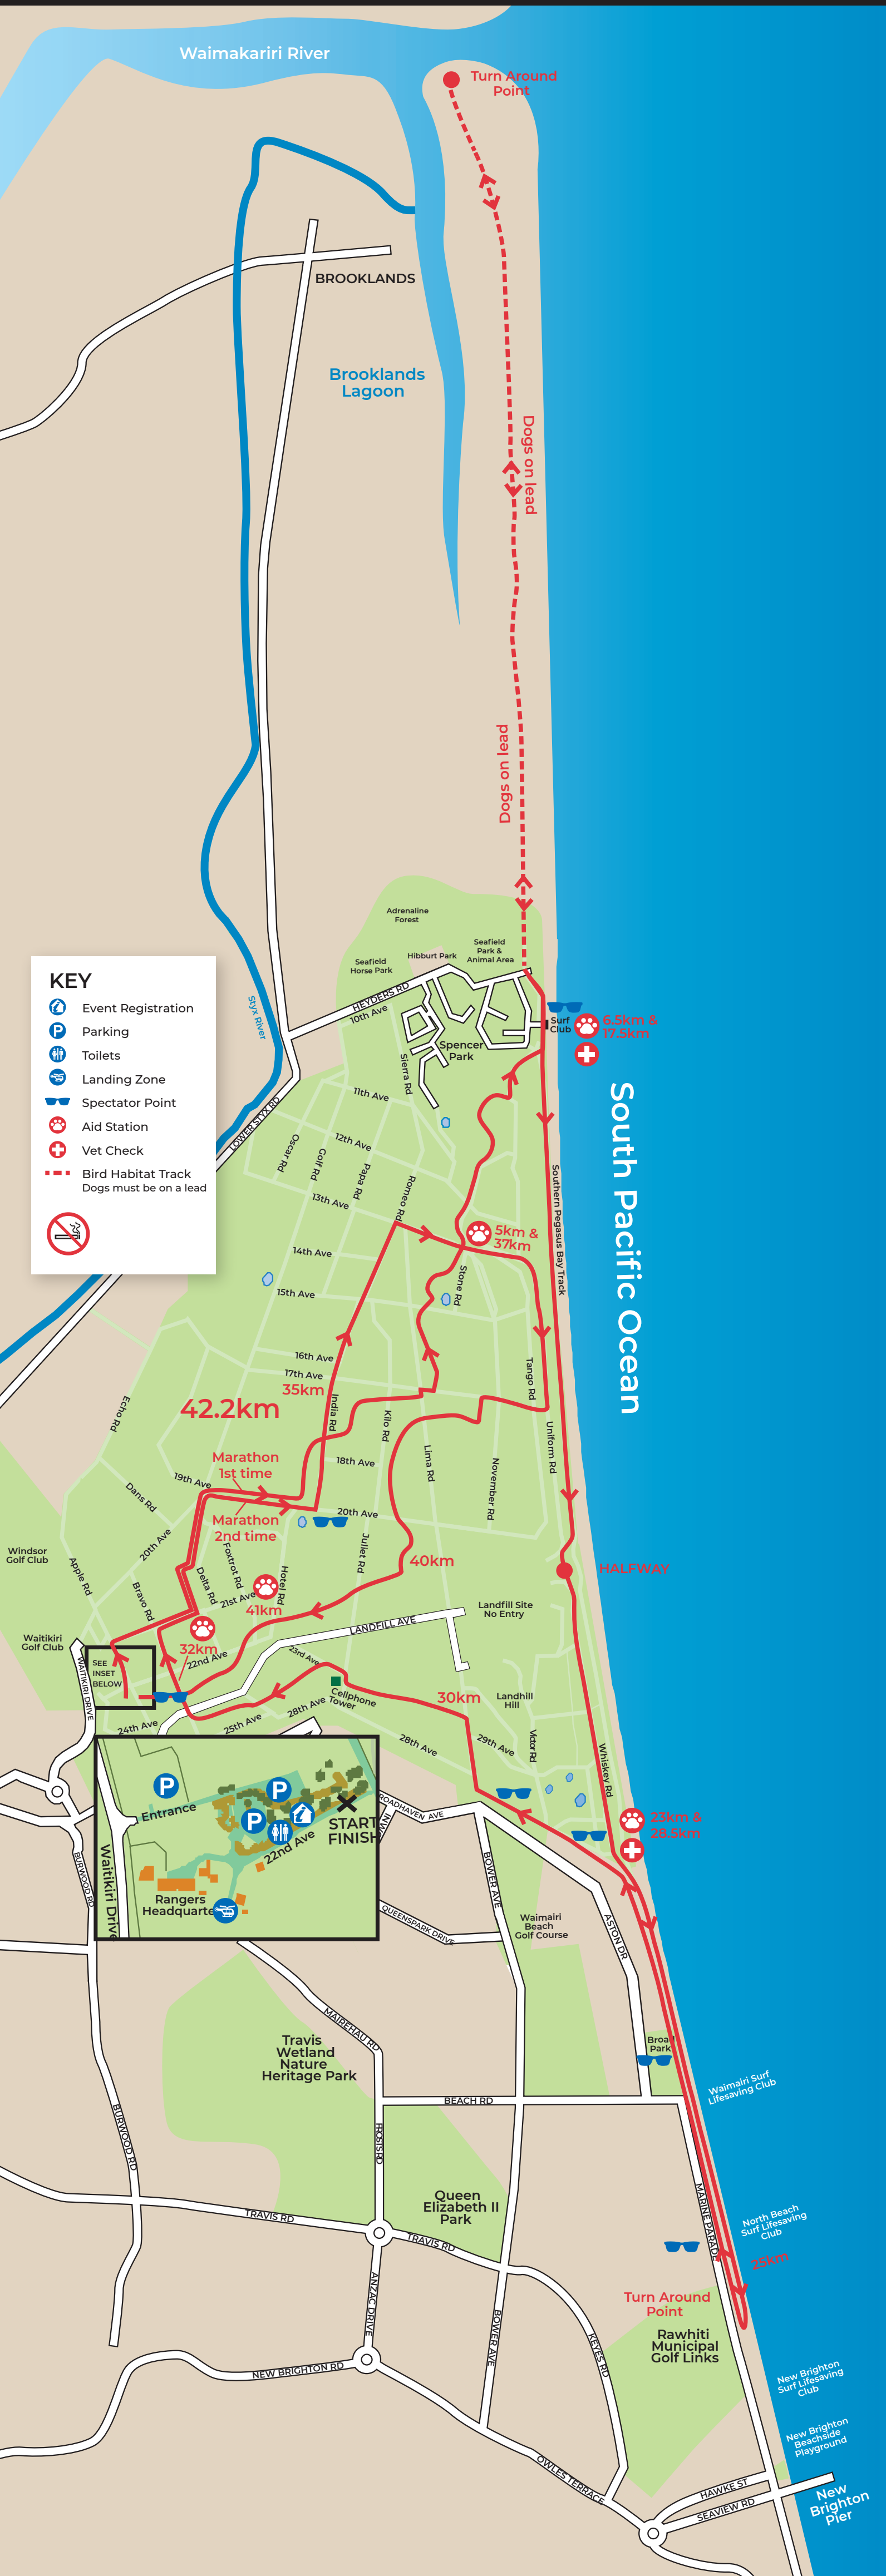 Waimakariri River
Turn Around
Point
BROOKLANDS
Brooklands
Lagoon
Dogs on lead
Dogs on lead
Adrenaline
Forest
Seafield
Park &
Animal Area
Hibburt Park
Seafield
Horse Park
HEYDERS RD
10th Ave
Surf
Club
6.5km &
17.5km
Spencer
Park
KEY
Event Registration
Parking
Toilets
Landing Zone
Spectator Point
Aid Station
Vet Check
Bird Habitat Track
Dogs must be on a lead
Styx River
LOWER STYX RD
Sierra Rd
11th Ave
12th Ave
Oscar Rd
Golf Rd
Papa Rd
13th Ave
Romeo Rd
South Pacific Ocean
Southern Pegasus Bay Track
5km &
37km
14th Ave
15th Ave
Stone Rd
16th Ave
17th Ave
35km
42.2km
Tango Rd
Echo Rd
India Rd
Kilo Rd
Uniform Rd
Lima Rd
November Rd
Marathon
1st time
18th Ave
19th Ave
Dans Rd
Marathon
2nd time
20th Ave
20th Ave
Windsor
Golf Club
Apple Rd
Bravo Rd
Delta Rd
Foxtrot Rd
Hotel Rd
Juliet Rd
40km
HALFWAY
21st Ave
41km
Landfill Site
No Entry
LANDFILL AVE
Waitikiri
Golf Club
WAITIKIRI DRIVE
SEE
INSET
BELOW
32km
22nd Ave
23rd Ave
Cellphone
Tower
30km
Landhill
Hill
24th Ave
25th Ave
28th Ave
28th Ave
29th Ave
Victor Rd
Whiskey Rd
P
P
P
Entrance
START
FINISH
22nd Ave
Waitikiri Drive
Rangers
Headquarte
ROADHAVEN AVE
INW
23km &
28.5km
BURWOOD RD
BOWER AVE
QUEENSPARK DRIVE
Waimairi
Beach
Golf Course
ASTON DR
MAIREHAU RD
Travis
Wetland
Nature
Heritage Park
Broad
Park
Waimairi Surf
Lifesaving Club
BEACH RD
BURWOOD RD
FROSTS RD
MARINE PARADE
Queen
Elizabeth II
Park
TRAVIS RD
TRAVIS RD
North Beach
Surf Lifesaving
Club
25km
Turn Around
Point
ANZAC DRIVE
BOWER AVE
KEYES RD
Rawhiti
Municipal
Golf Links
NEW BRIGHTON RD
New Brighton
Surf Lifesaving
Club
New Brighton
Beachside
Playground
OWLES TERRACE
HAWKE ST
SEAVIEW RD
New
Brighton
Pier